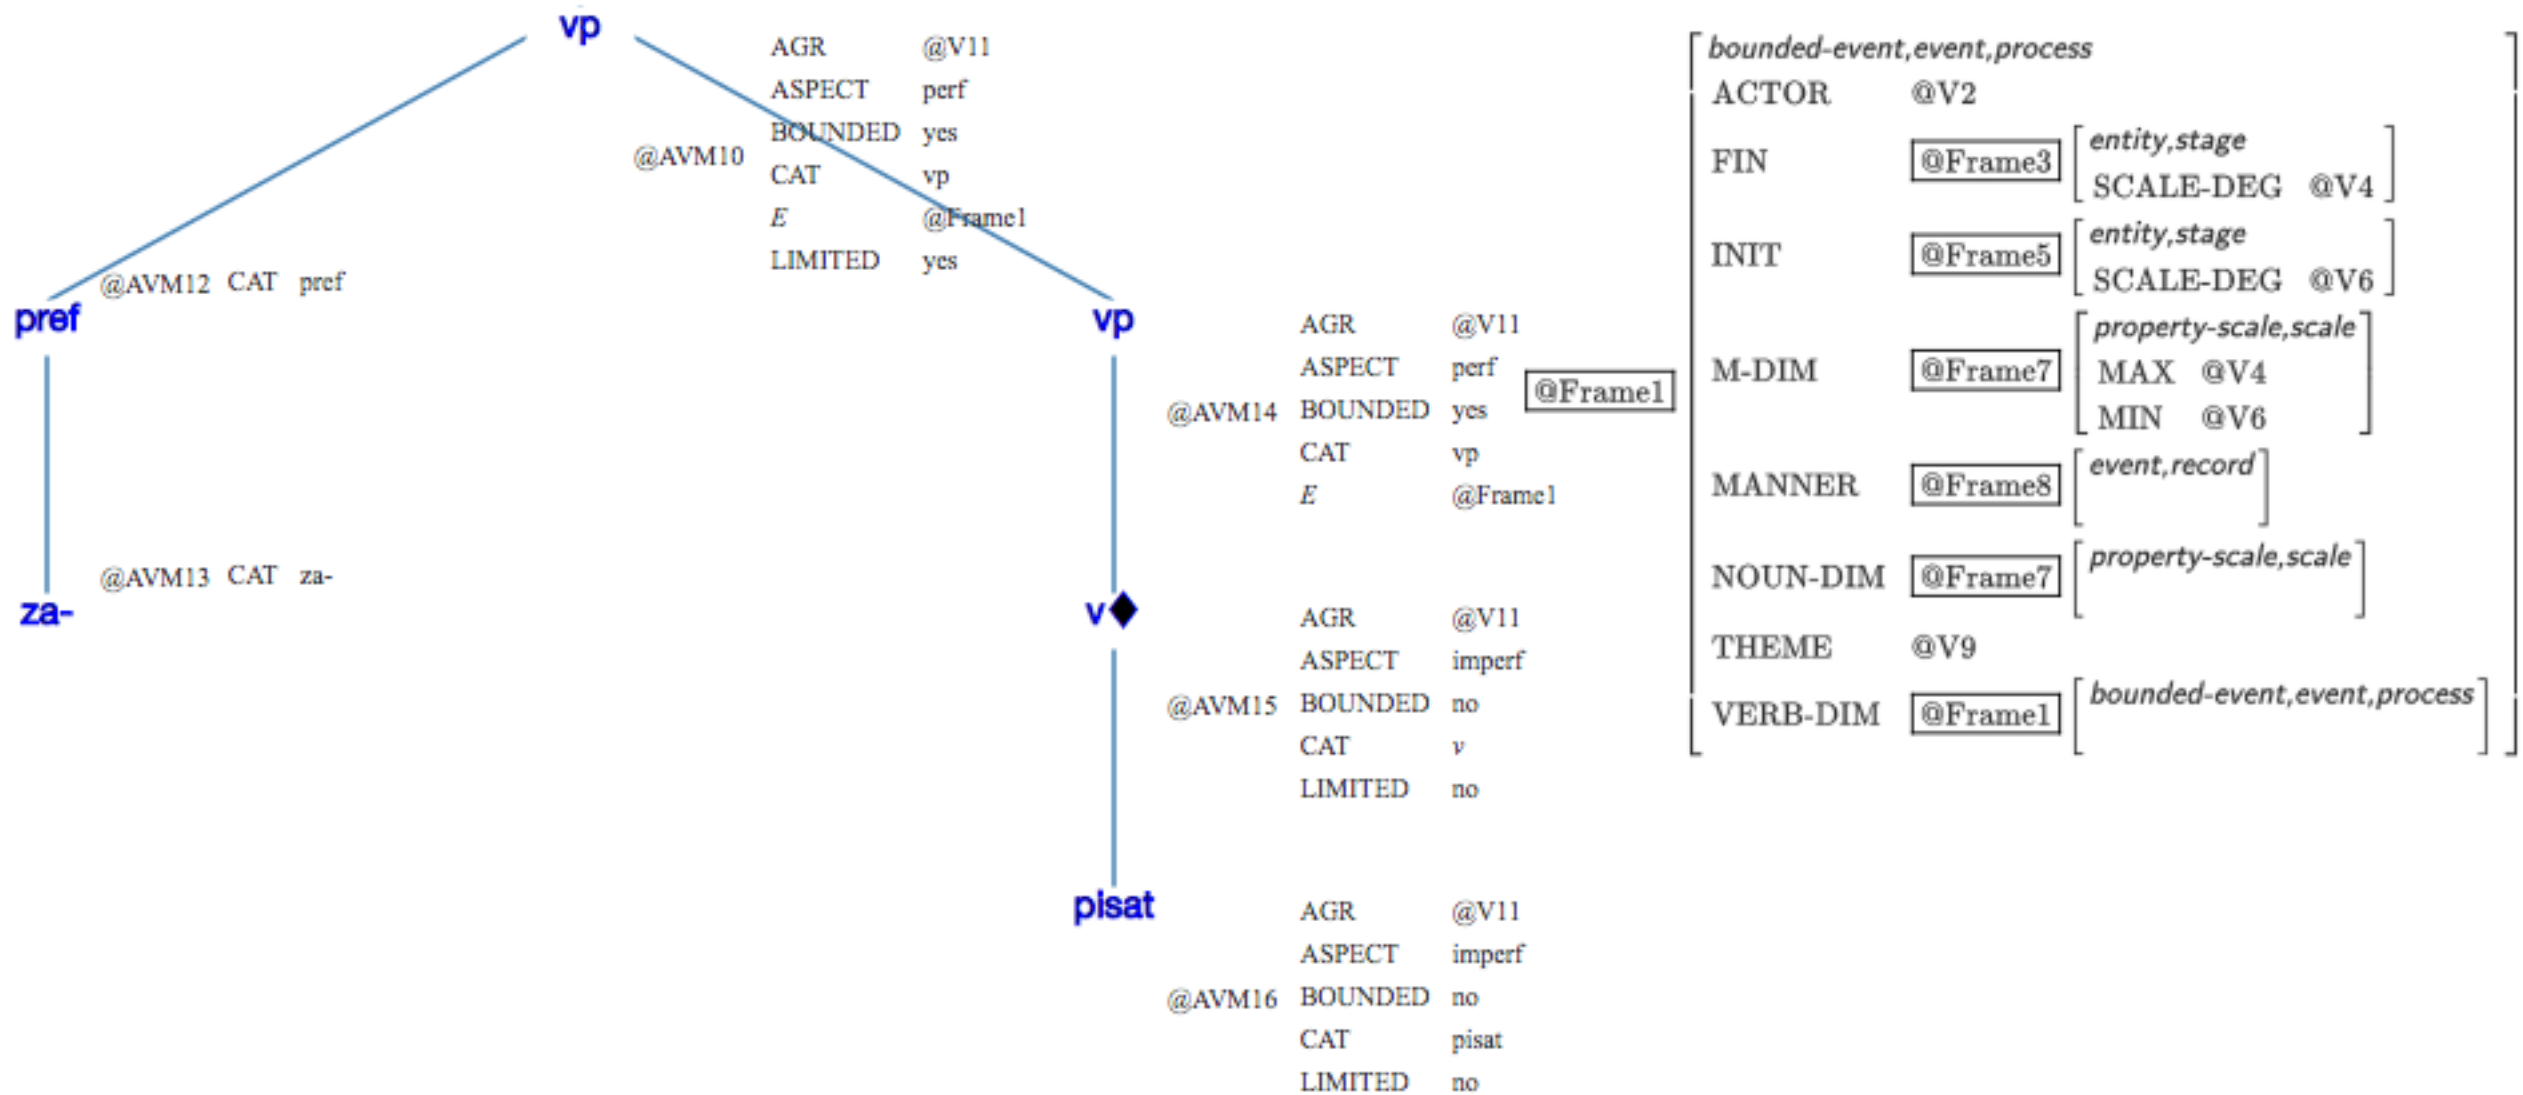 vp
@AVM10
AGR @V11
ASPECT perf
BOUNDED yes
CAT vp
E @Frame1
LIMITED yes
pref
@AVM12 CAT pref
za-
@AVM13 CAT za-
vp
@AVM14
AGR @V11
ASPECT perf
BOUNDED yes
CAT vp
E @Frame1
v♦
@AVM15
AGR @V11
ASPECT imperf
BOUNDED no
CAT v
LIMITED no
pisat
@AVM16
AGR @V11
ASPECT imperf
BOUNDED no
CAT pisat
LIMITED no
@Frame1
bounded-event,event,process
ACTOR @V2
FIN @Frame3
entity,stage
SCALE-DEG @V4
INIT @Frame5
entity,stage
SCALE-DEG @V6
M-DIM @Frame7
property-scale,scale
MAX @V4
MIN @V6
MANNER @Frame8
event,record
NOUN-DIM @Frame7
property-scale,scale
THEME @V9
VERB-DIM @Frame1
bounded-event,event,process